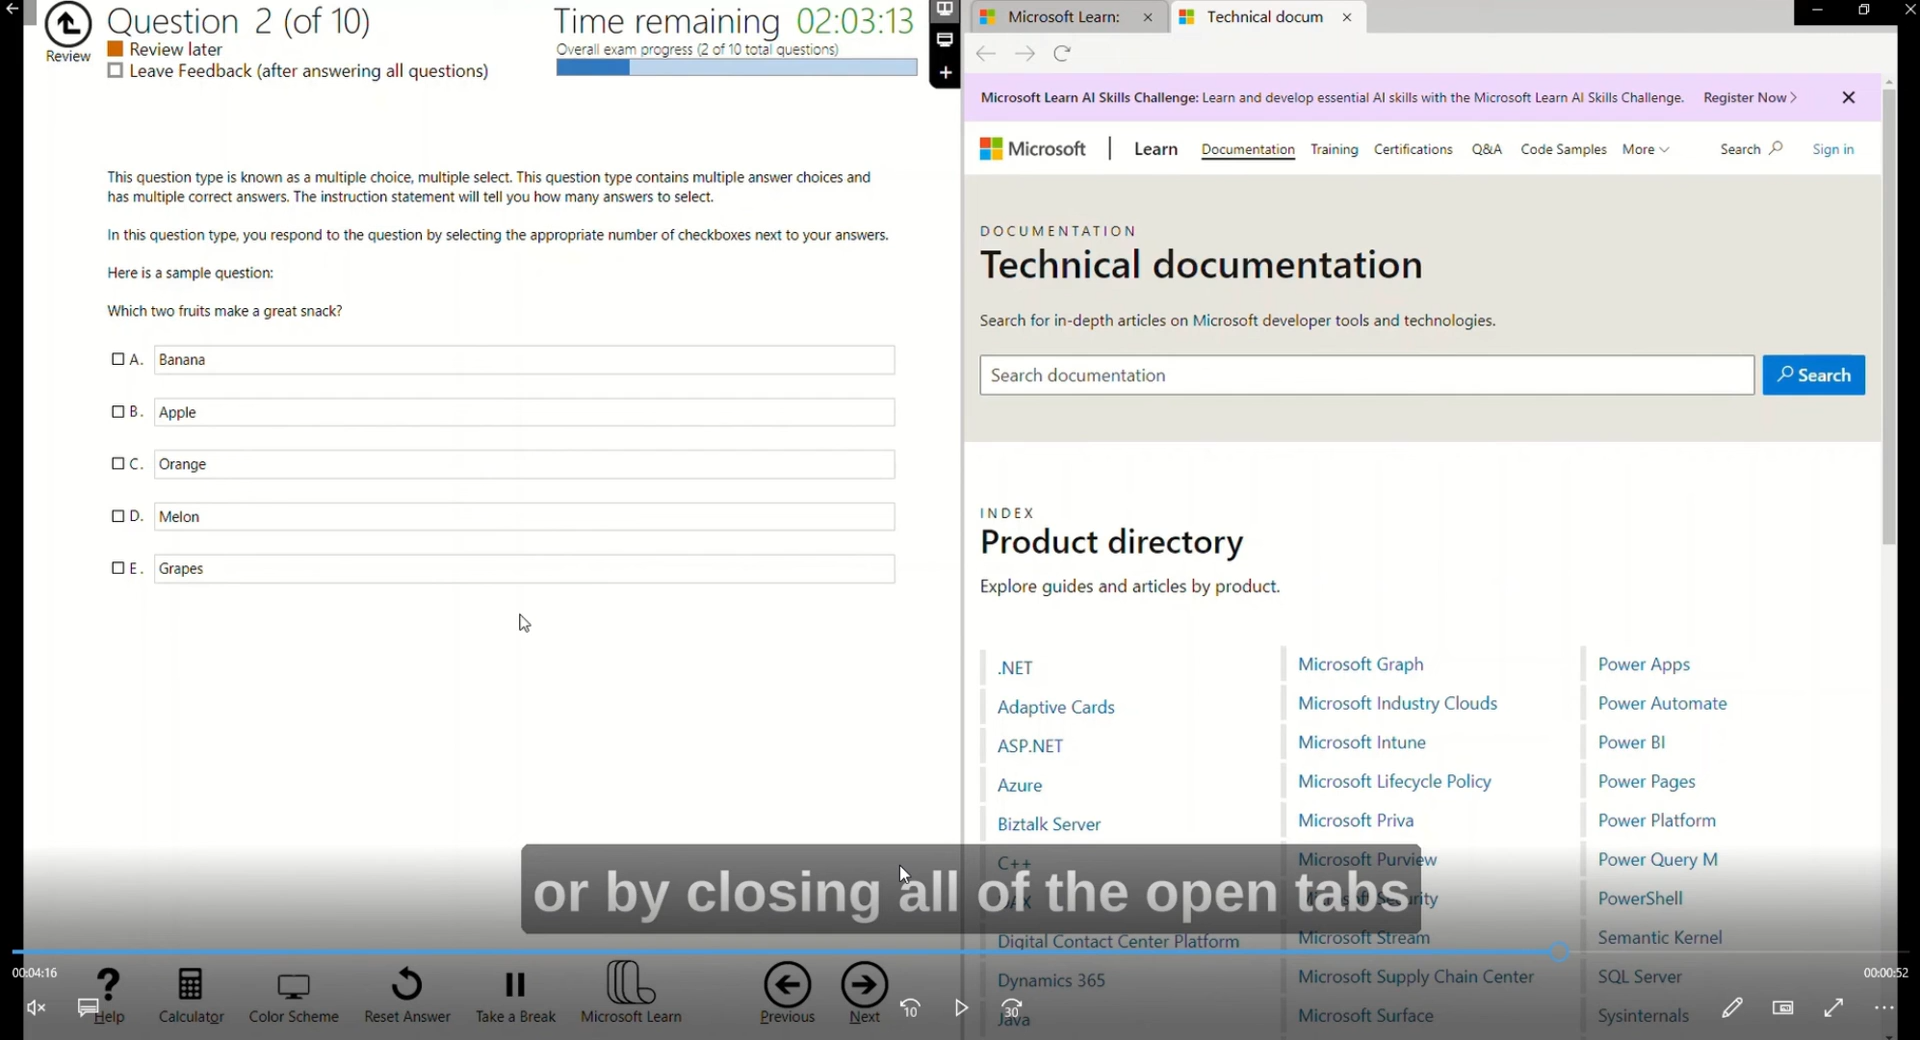 Question 2 (of 10)
Review later
Leave Feedback (after answering all questions)
Review
Time remaining 02:03:13
Overall exam progress (2 of 10 total questions)
This question type is known as a multiple choice, multiple select. This question type contains multiple answer choices and
has multiple correct answers. The instruction statement will tell you how many answers to select.
In this question type, you respond to the question by selecting the appropriate number of checkboxes next to your answers.
Here is a sample question:
Which two fruits make a great snack?
A. Banana
B. Apple
C. Orange
D. Melon
E. Grapes
Microsoft Learn:
Technical docum
Microsoft Learn AI Skills Challenge: Learn and develop essential AI skills with the Microsoft Learn AI Skills Challenge. Register Now
Microsoft | Learn Documentation Training Certifications Q&A Code Samples More Search Sign in
DOCUMENTATION
Technical documentation
Search for in-depth articles on Microsoft developer tools and technologies.
Search documentation Search
INDEX
Product directory
Explore guides and articles by product.
.NET
Adaptive Cards
ASP.NET
Azure
Biztalk Server
C++
Digital Contact Center Platform
Dynamics 365
Java
Microsoft Graph
Microsoft Industry Clouds
Microsoft Intune
Microsoft Lifecycle Policy
Microsoft Priva
Microsoft Purview
Microsoft Stream
Microsoft Supply Chain Center
Microsoft Surface
Power Apps
Power Automate
Power BI
Power Pages
Power Platform
Power Query M
PowerShell
Semantic Kernel
SQL Server
Sysinternals
or by closing all of the open tabs
00:04:16
00:00:52
Help
Calculator
Color Scheme
Reset Answer
Take a Break
Microsoft Learn
Previous
Next
10
30